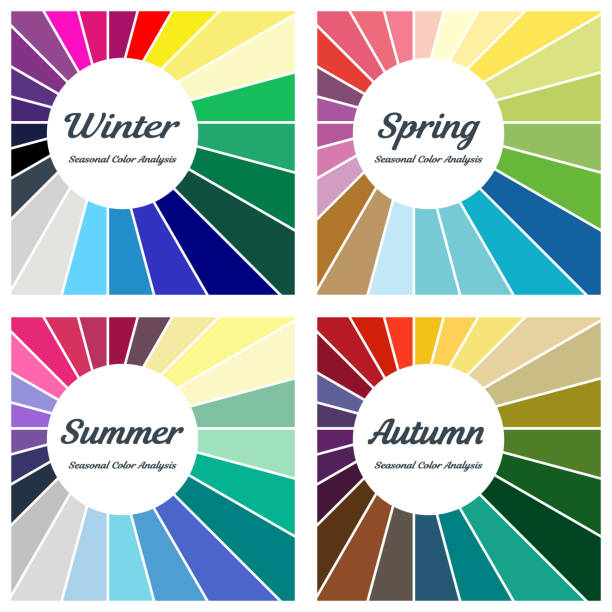 Winter
Seasonal Color Analysis
Spring
Seasonal Color Analysis
Summer
Seasonal Color Analysis
Autumn
Seasonal Color Analysis